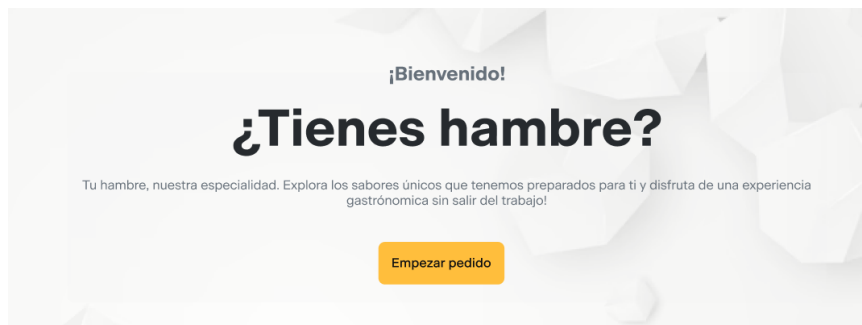 ¡Bienvenido!
¿Tienes hambre?
Tu hambre, nuestra especialidad. Explora los sabores únicos que tenemos preparados para ti y disfruta de una experiencia
gastrónomica sin salir del trabajo!
Empezar pedido